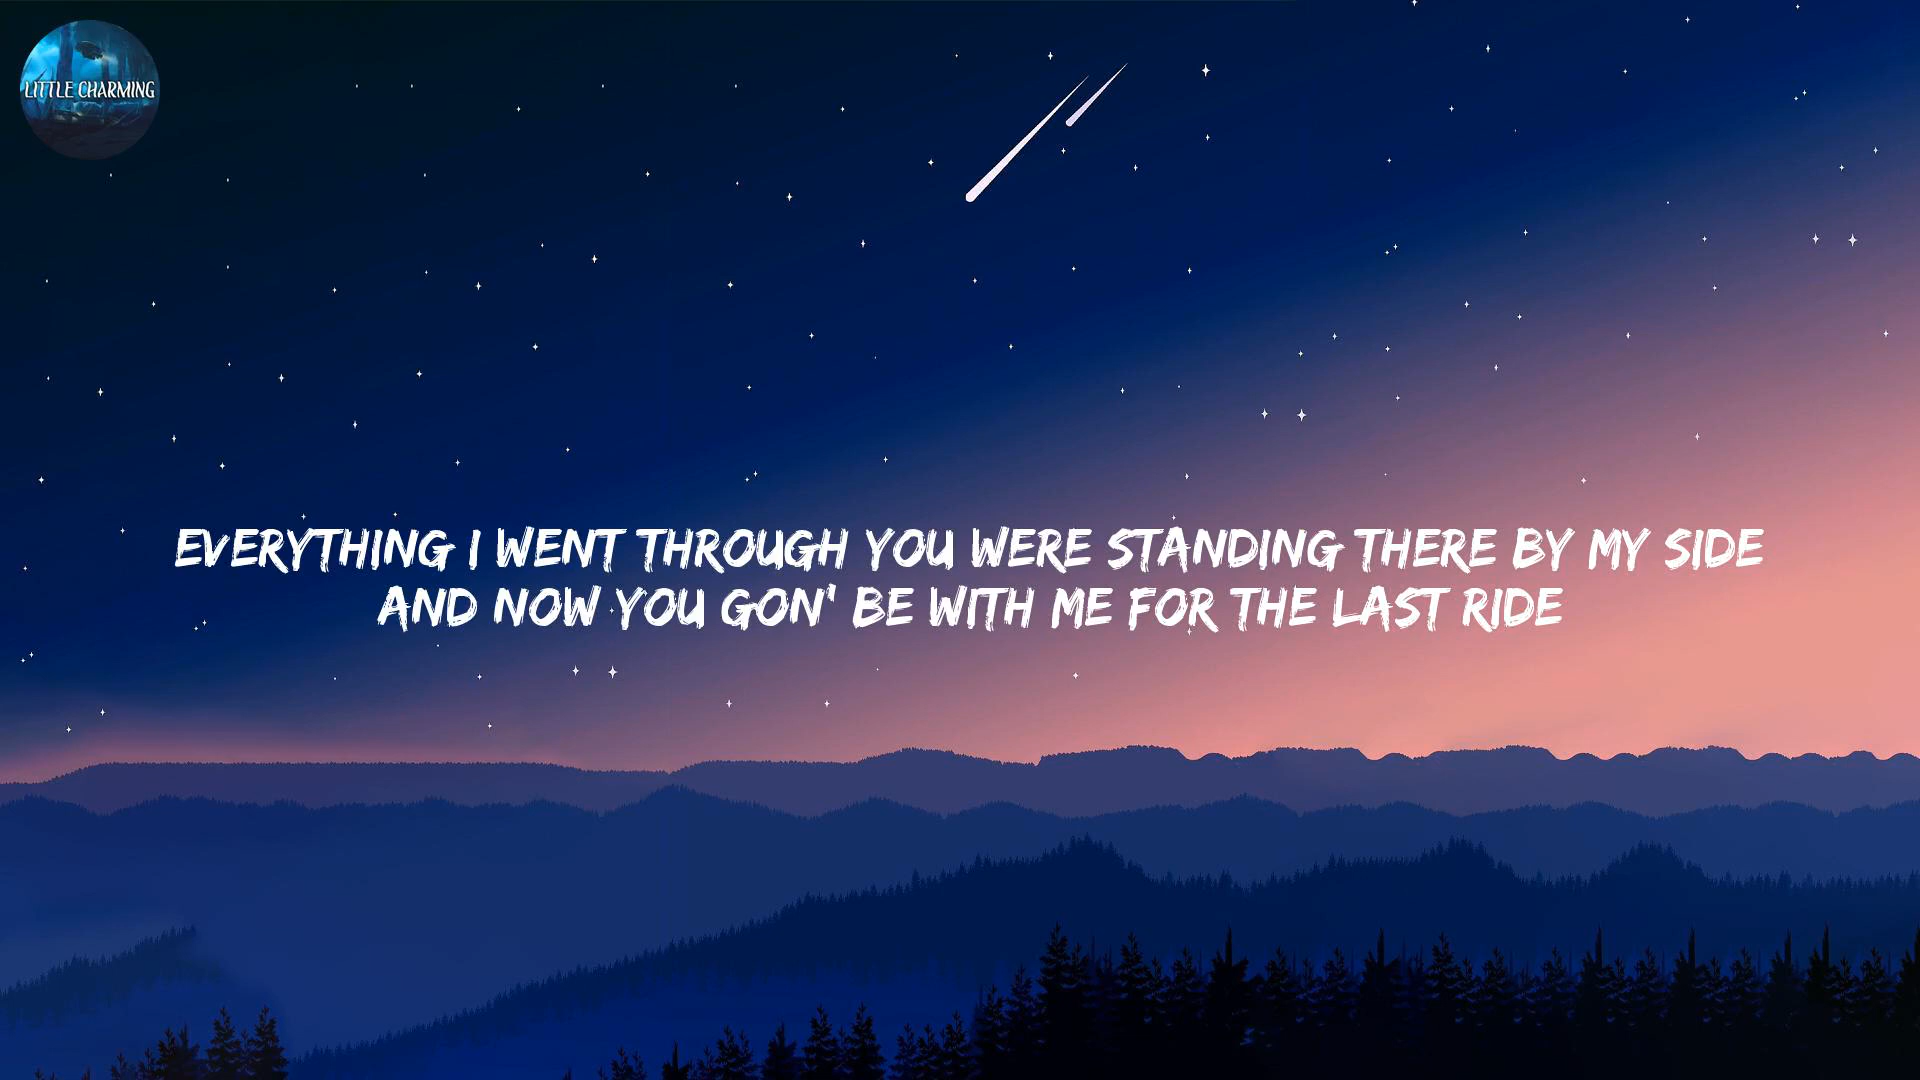 LITTLE CHARMING
EVERYTHING I WENT THROUGH YOU WERE STANDING THERE BY MY SIDE
AND NOW YOU GON' BE WITH ME FOR THE LAST RIDE